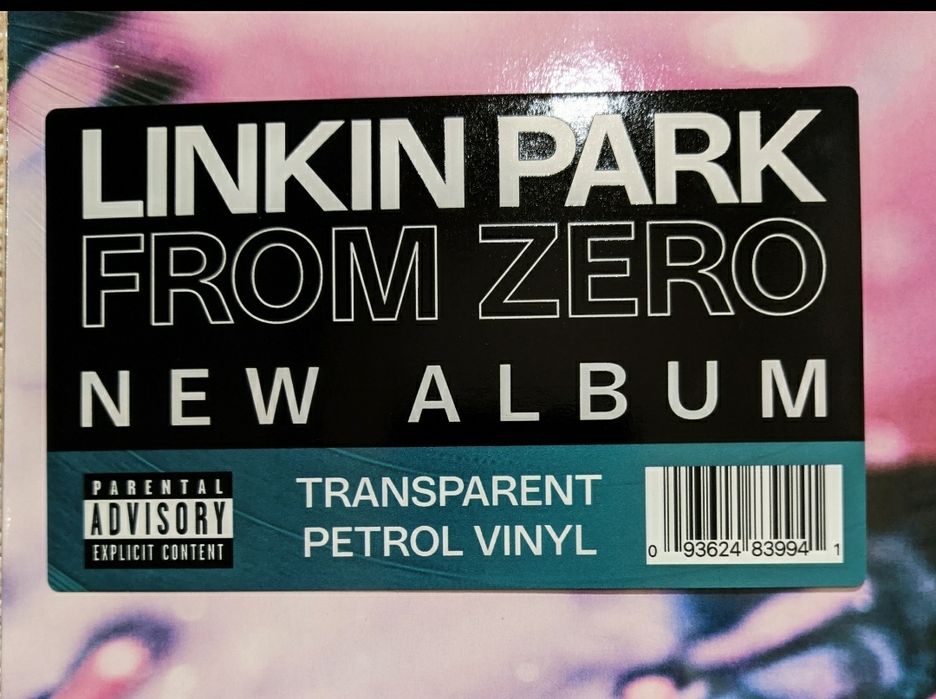 LINKIN PARK
FROM ZERO
NEW ALBUM
PARENTAL
ADVISORY
EXPLICIT CONTENT
TRANSPARENT
PETROL VINYL
0 93624 83994 1